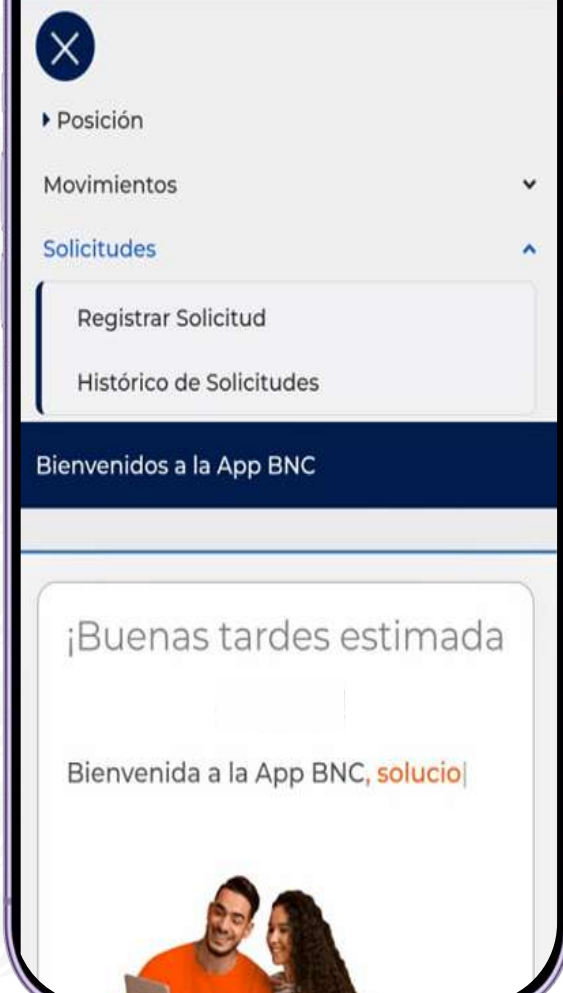 Posición
Movimientos
Solicitudes
Registrar Solicitud
Histórico de Solicitudes
Bienvenidos a la App BNC
¡Buenas tardes estimada
Bienvenida a la App BNC, solucio